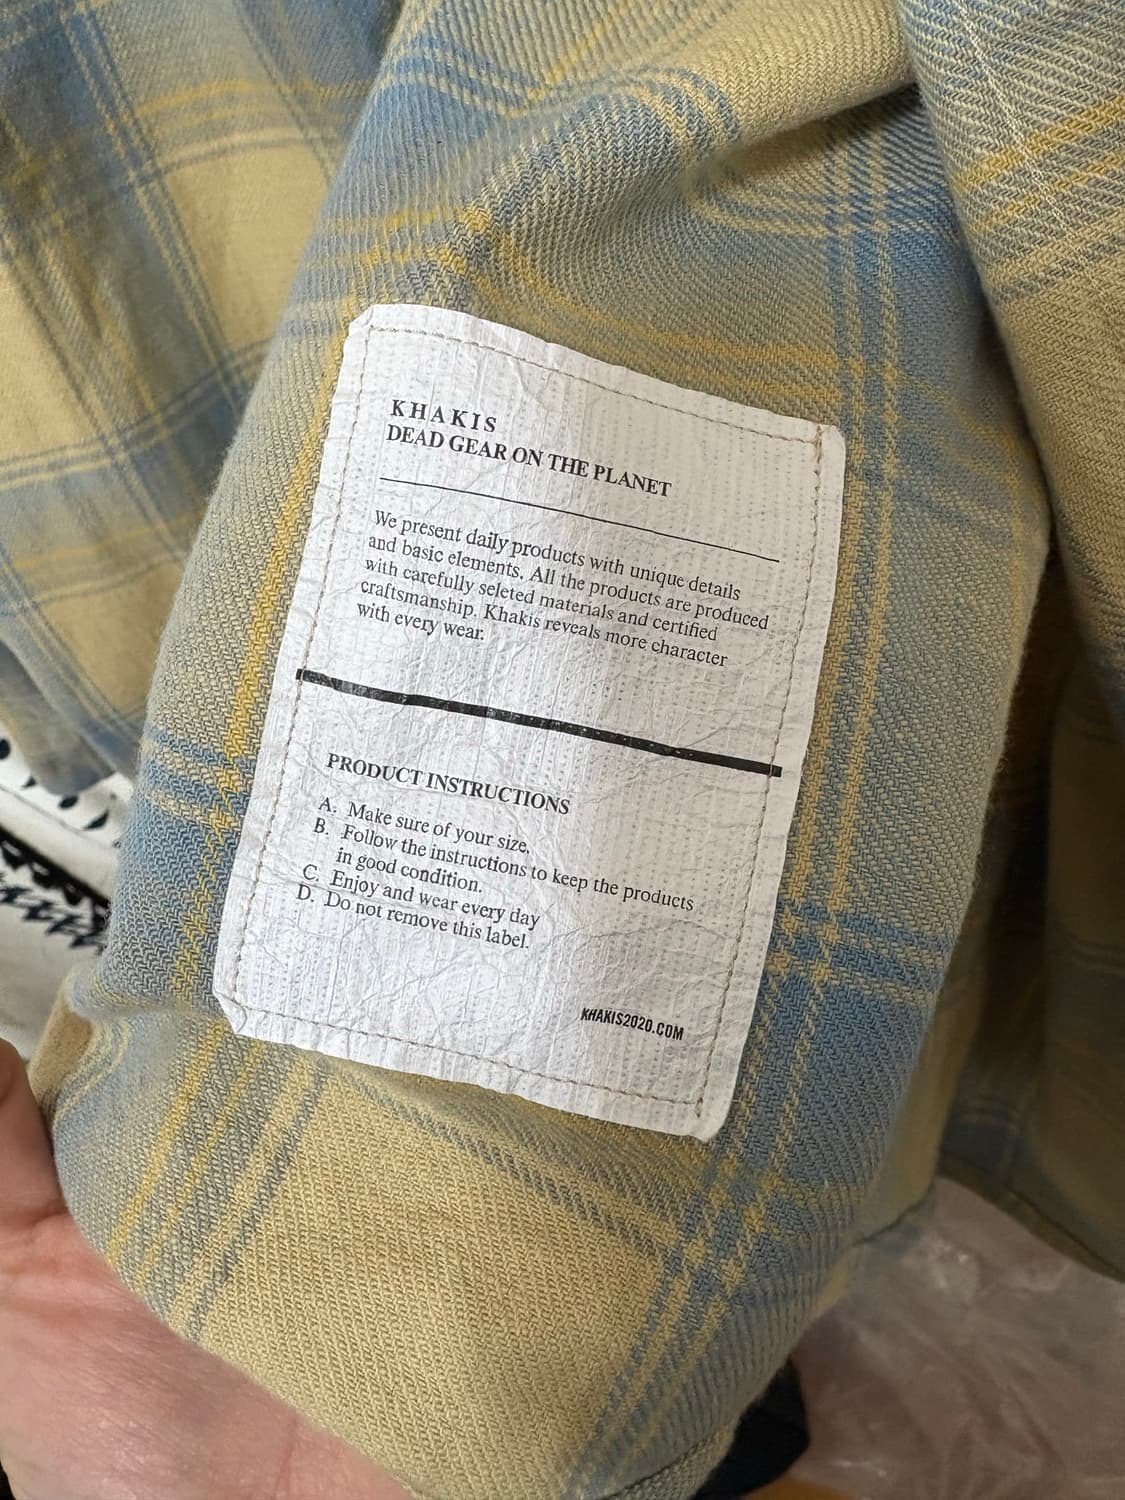 KHAKIS
DEAD GEAR ON THE PLANET
We present daily products with unique details
and basic elements. All the products are produced
with carefully seleted materials and certified
craftsmanship. Khakis reveals more character
with every wear.
PRODUCT INSTRUCTIONS
A. Make sure of your size.
B. Follow the instructions to keep the products
in good condition.
C. Enjoy and wear every day
D. Do not remove this label.
KHAKIS2020.COM